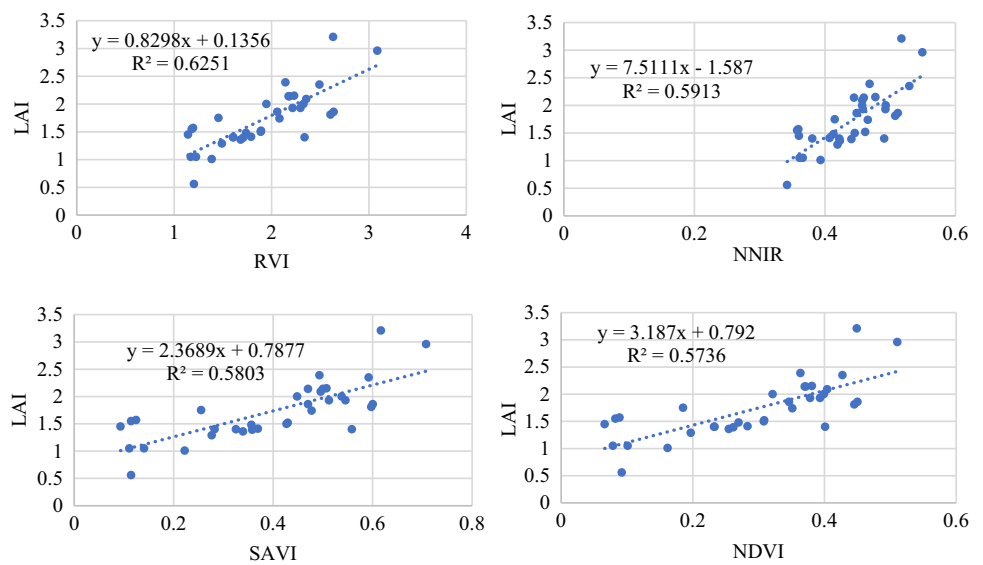 3.5
3
2.5
2
1.5
1
0.5
0
LAI
y = 0.8298x + 0.1356
R² = 0.6251
0 1 2 3 4
RVI
3.5
3
2.5
2
1.5
1
0.5
0
LAI
y = 7.5111x - 1.587
R² = 0.5913
0 0.2 0.4 0.6
NNIR
3.5
3
2.5
2
1.5
1
0.5
0
LAI
y = 2.3689x + 0.7877
R² = 0.5803
0 0.2 0.4 0.6 0.8
SAVI
3.5
3
2.5
2
1.5
1
0.5
0
LAI
y = 3.187x + 0.792
R² = 0.5736
0 0.2 0.4 0.6
NDVI